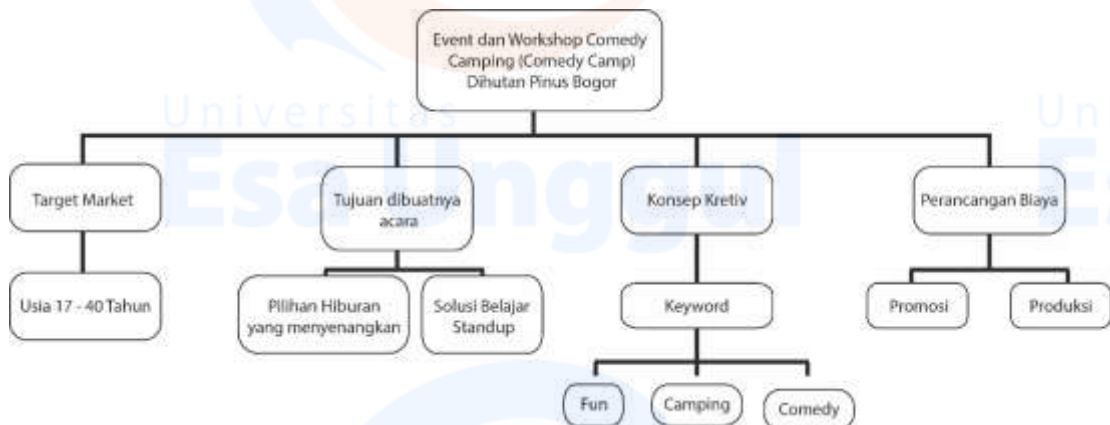 Event dan Workshop Comedy
Camping (Comedy Camp)
Dihutan Pinus Bogor
Universitas
Esa Unggul
Un
Es
Target Market
Tujuan dibuatnya
acara
Konsep Kretiv
Perancangan Biaya
Usia 17 - 40 Tahun
Pilihan Hiburan
yang menyenangkan
Solusi Belajar
Standup
Keyword
Promosi
Produksi
Fun
Camping
Comedy